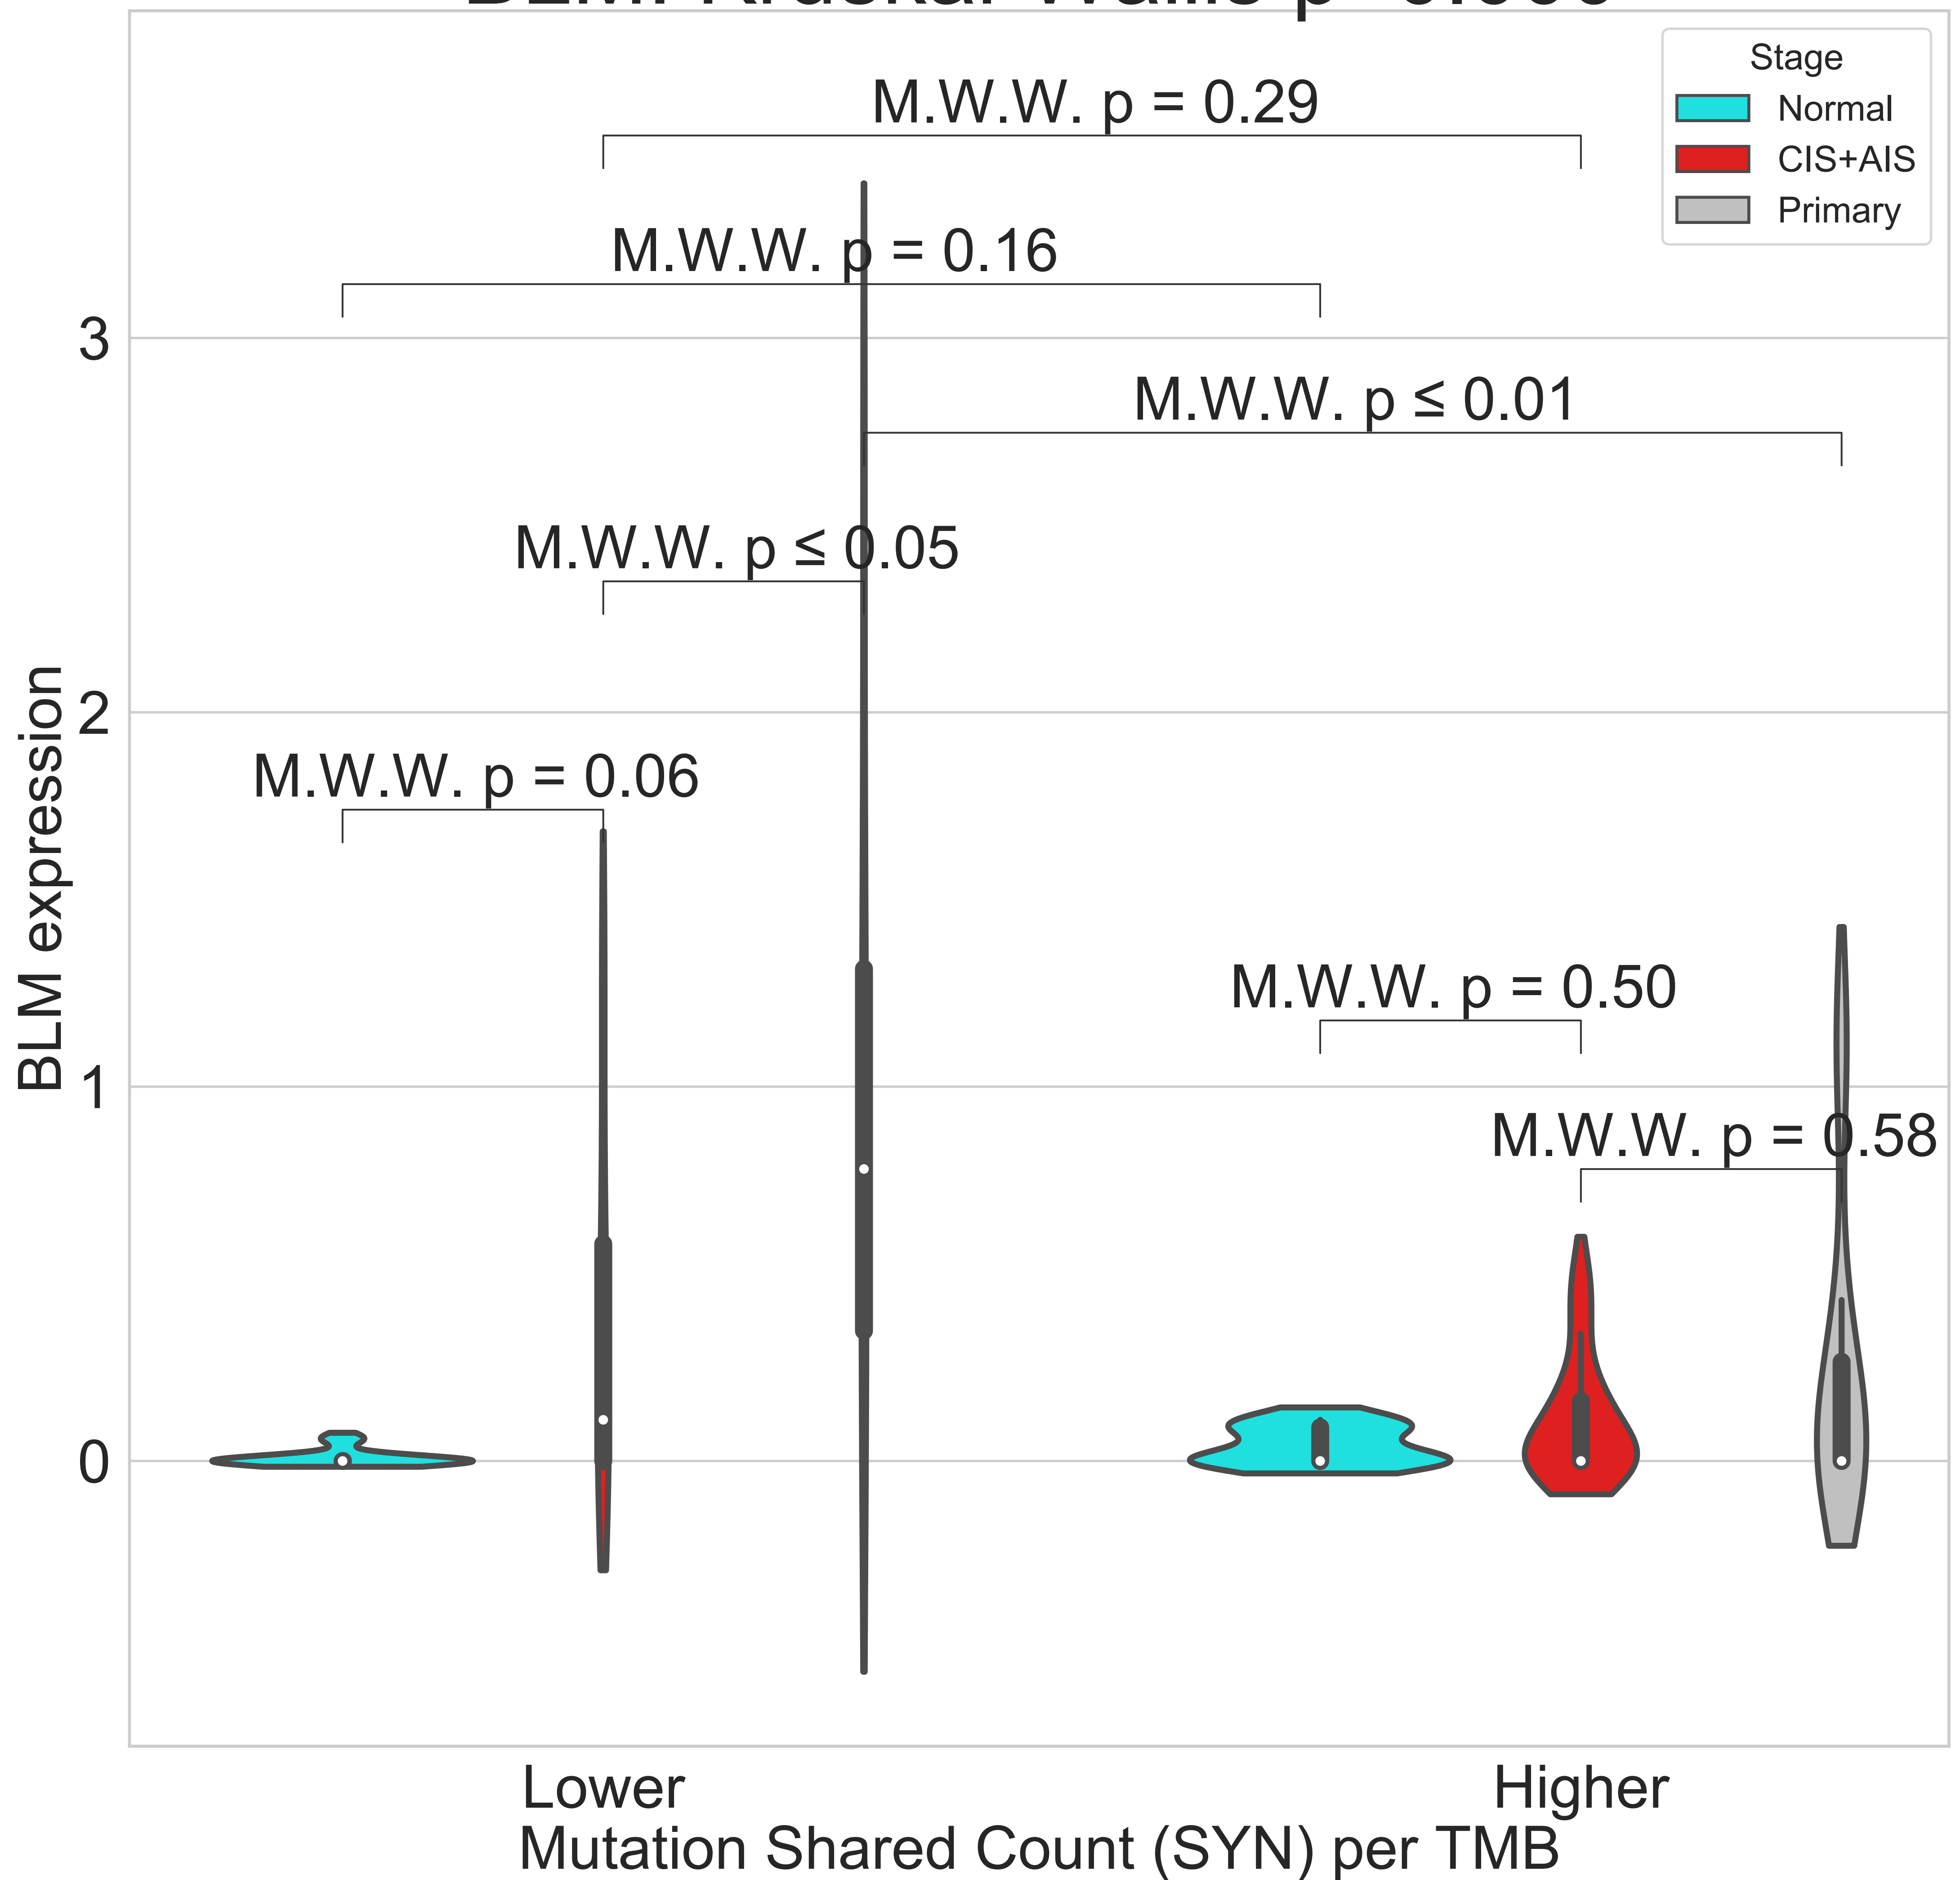 Stage
Normal
CIS+AIS
Primary
M.W.W. p = 0.29
M.W.W. p = 0.16
3
M.W.W. p ≤ 0.01
M.W.W. p ≤ 0.05
2
M.W.W. p = 0.06
BLM expression
M.W.W. p = 0.50
1
M.W.W. p = 0.58
0
Lower
Higher
Mutation Shared Count (SYN) per TMB